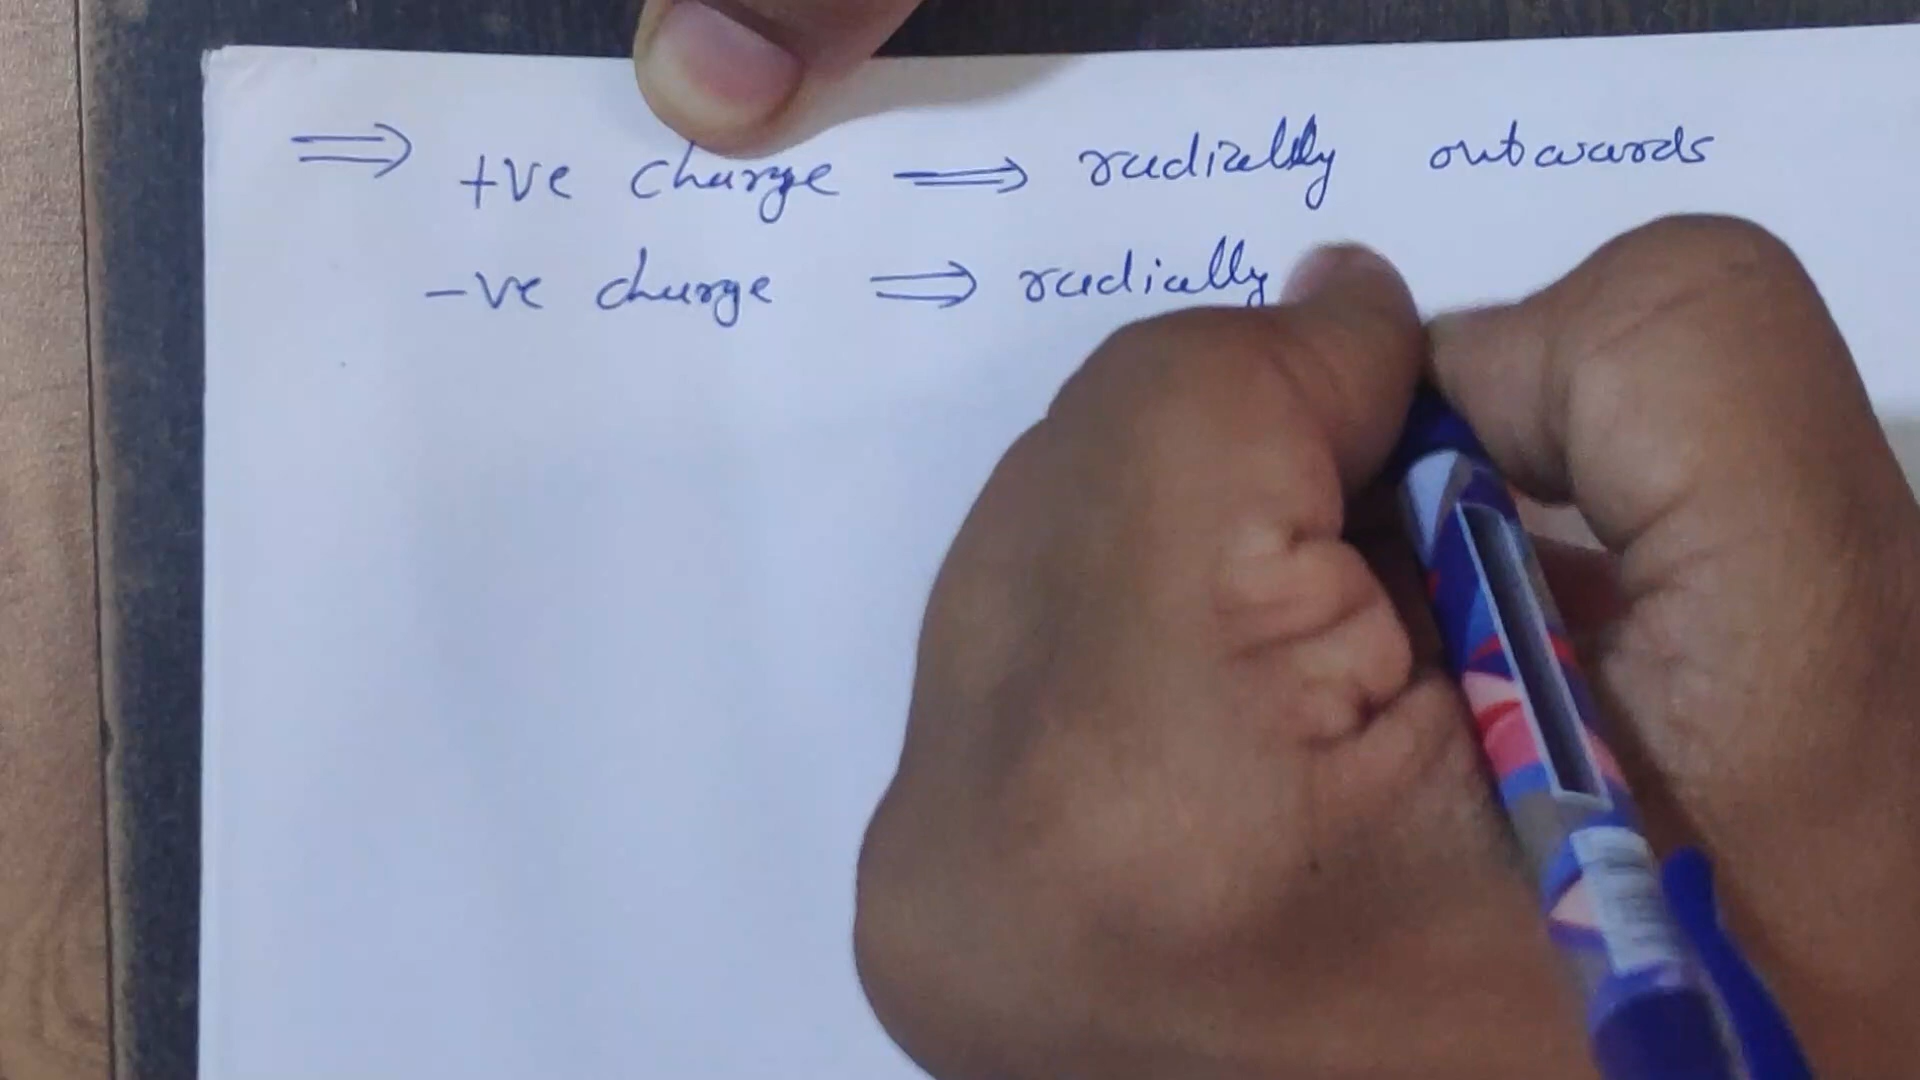 ⇒ +ve charge ⇒ radially outwards
-ve charge ⇒ radially